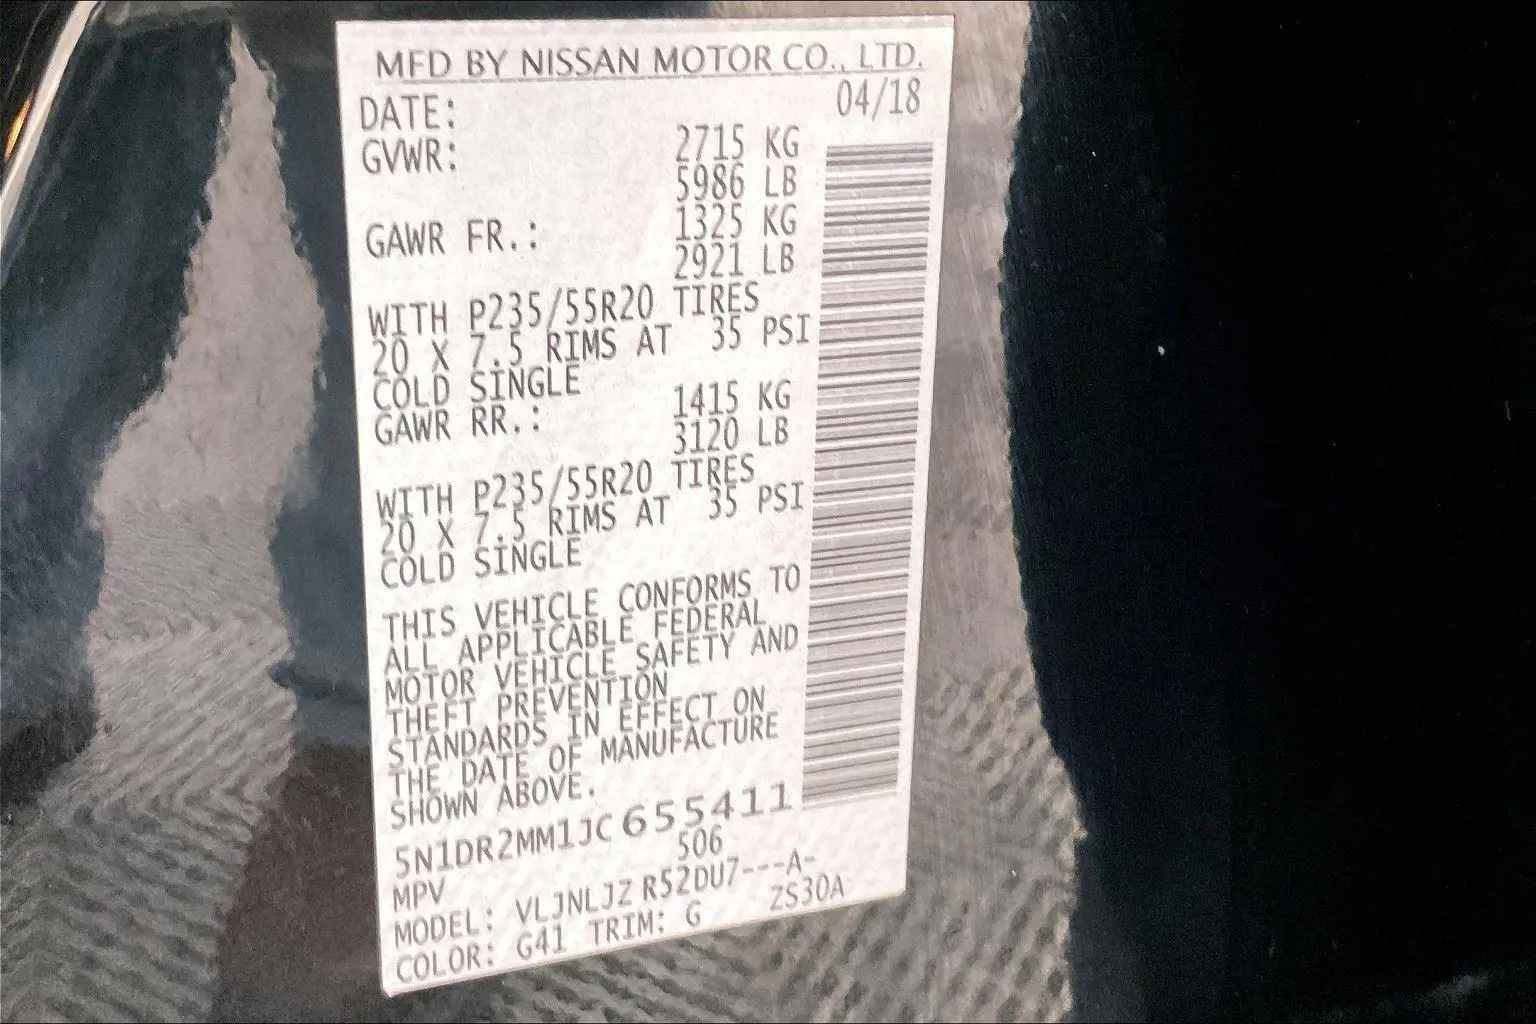 MFD BY NISSAN MOTOR CO., LTD.
DATE: 04/18
GVWR: 2715 KG
5986 LB
GAWR FR.: 1325 KG
2921 LB
WITH P235/55R20 TIRES
20 X 7.5 RIMS AT 35 PSI
COLD SINGLE
GAWR RR.: 1415 KG
3120 LB
WITH P235/55R20 TIRES
20 X 7.5 RIMS AT 35 PSI
COLD SINGLE
THIS VEHICLE CONFORMS TO
ALL APPLICABLE FEDERAL
MOTOR VEHICLE SAFETY AND
THEFT PREVENTION
STANDARDS IN EFFECT ON
THE DATE OF MANUFACTURE
SHOWN ABOVE.
5N1DR2MM1JC655411
MPV 506
MODEL: VLJNLJZ R52DU7---A-
COLOR: G41 TRIM: G ZS30A